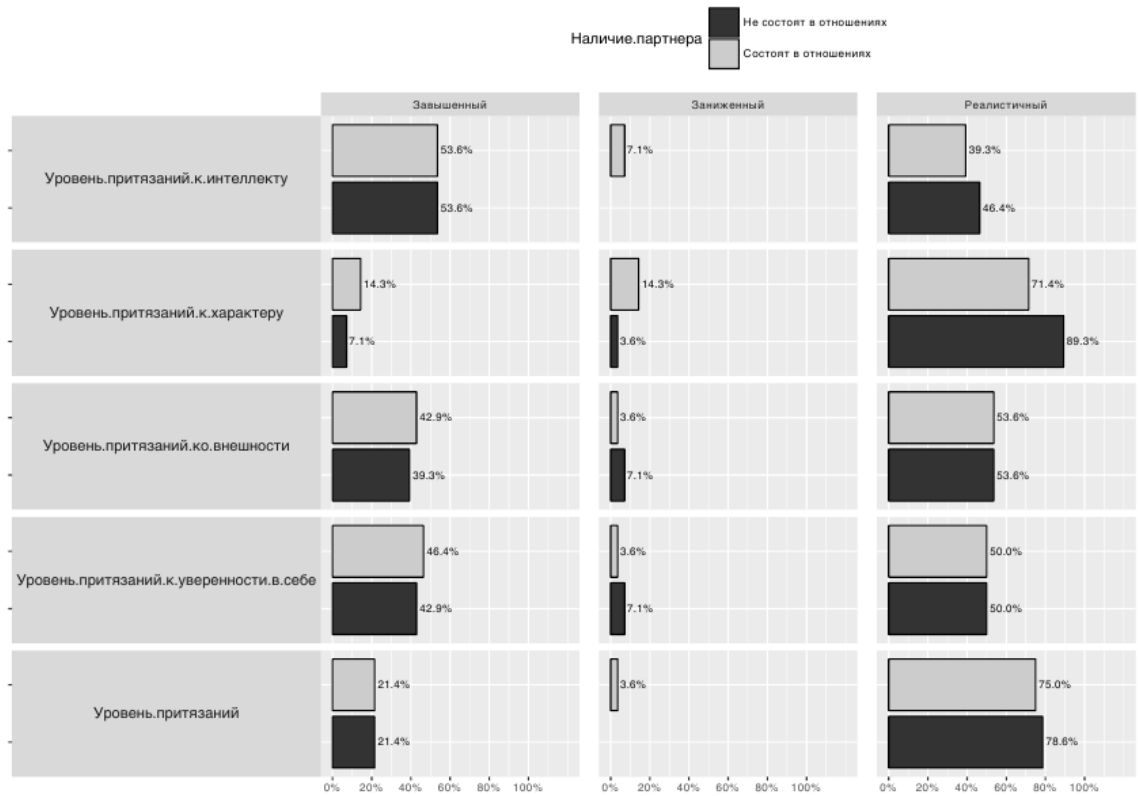 Наличие.партнера
Не состоят в отношениях
Состоят в отношениях
Завышенный Заниженный Реалистичный
Уровень.притязаний.к.интеллекту
53.6% 7.1% 39.3%
53.6% 46.4%
Уровень.притязаний.к.характеру
14.3% 14.3% 71.4%
7.1% 3.6% 89.3%
Уровень.притязаний.ко.внешности
42.9% 3.6% 53.6%
39.3% 7.1% 53.6%
Уровень.притязаний.к.уверенности.в.себе
46.4% 3.6% 50.0%
42.9% 7.1% 50.0%
Уровень.притязаний
21.4% 3.6% 75.0%
21.4% 78.6%
0% 20% 40% 60% 80% 100% 0% 20% 40% 60% 80% 100% 0% 20% 40% 60% 80% 100%